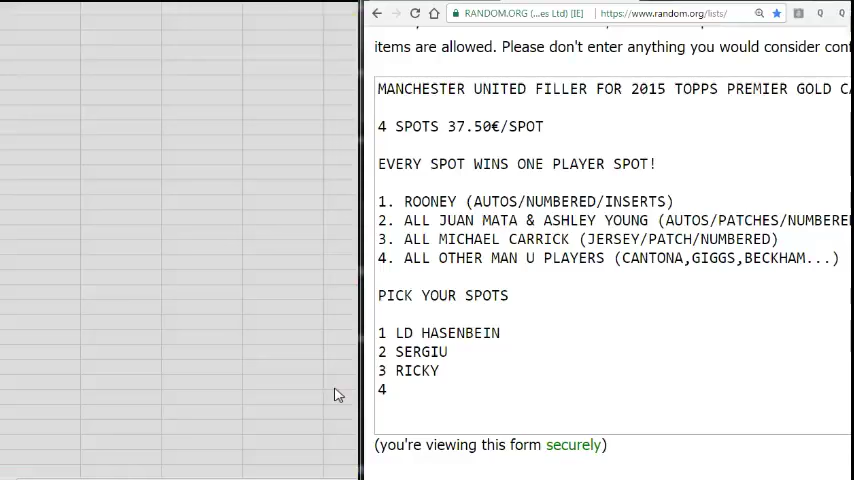 RANDOM.ORG (...es Ltd) [IE] https://www.random.org/lists/
items are allowed. Please don't enter anything you would consider
MANCHESTER UNITED FILLER FOR 2015 TOPPS PREMIER GOLD
4 SPOTS 37.50€/SPOT
EVERY SPOT WINS ONE PLAYER SPOT!
1. ROONEY (AUTOS/NUMBERED/INSERTS)
2. ALL JUAN MATA & ASHLEY YOUNG (AUTOS/PATCHES/NUMBERED
3. ALL MICHAEL CARRICK (JERSEY/PATCH/NUMBERED)
4. ALL OTHER MAN U PLAYERS (CANTONA,GIGGS,BECKHAM...)
PICK YOUR SPOTS
1 LD HASENBEIN
2 SERGIU
3 RICKY
4
(you're viewing this form securely)